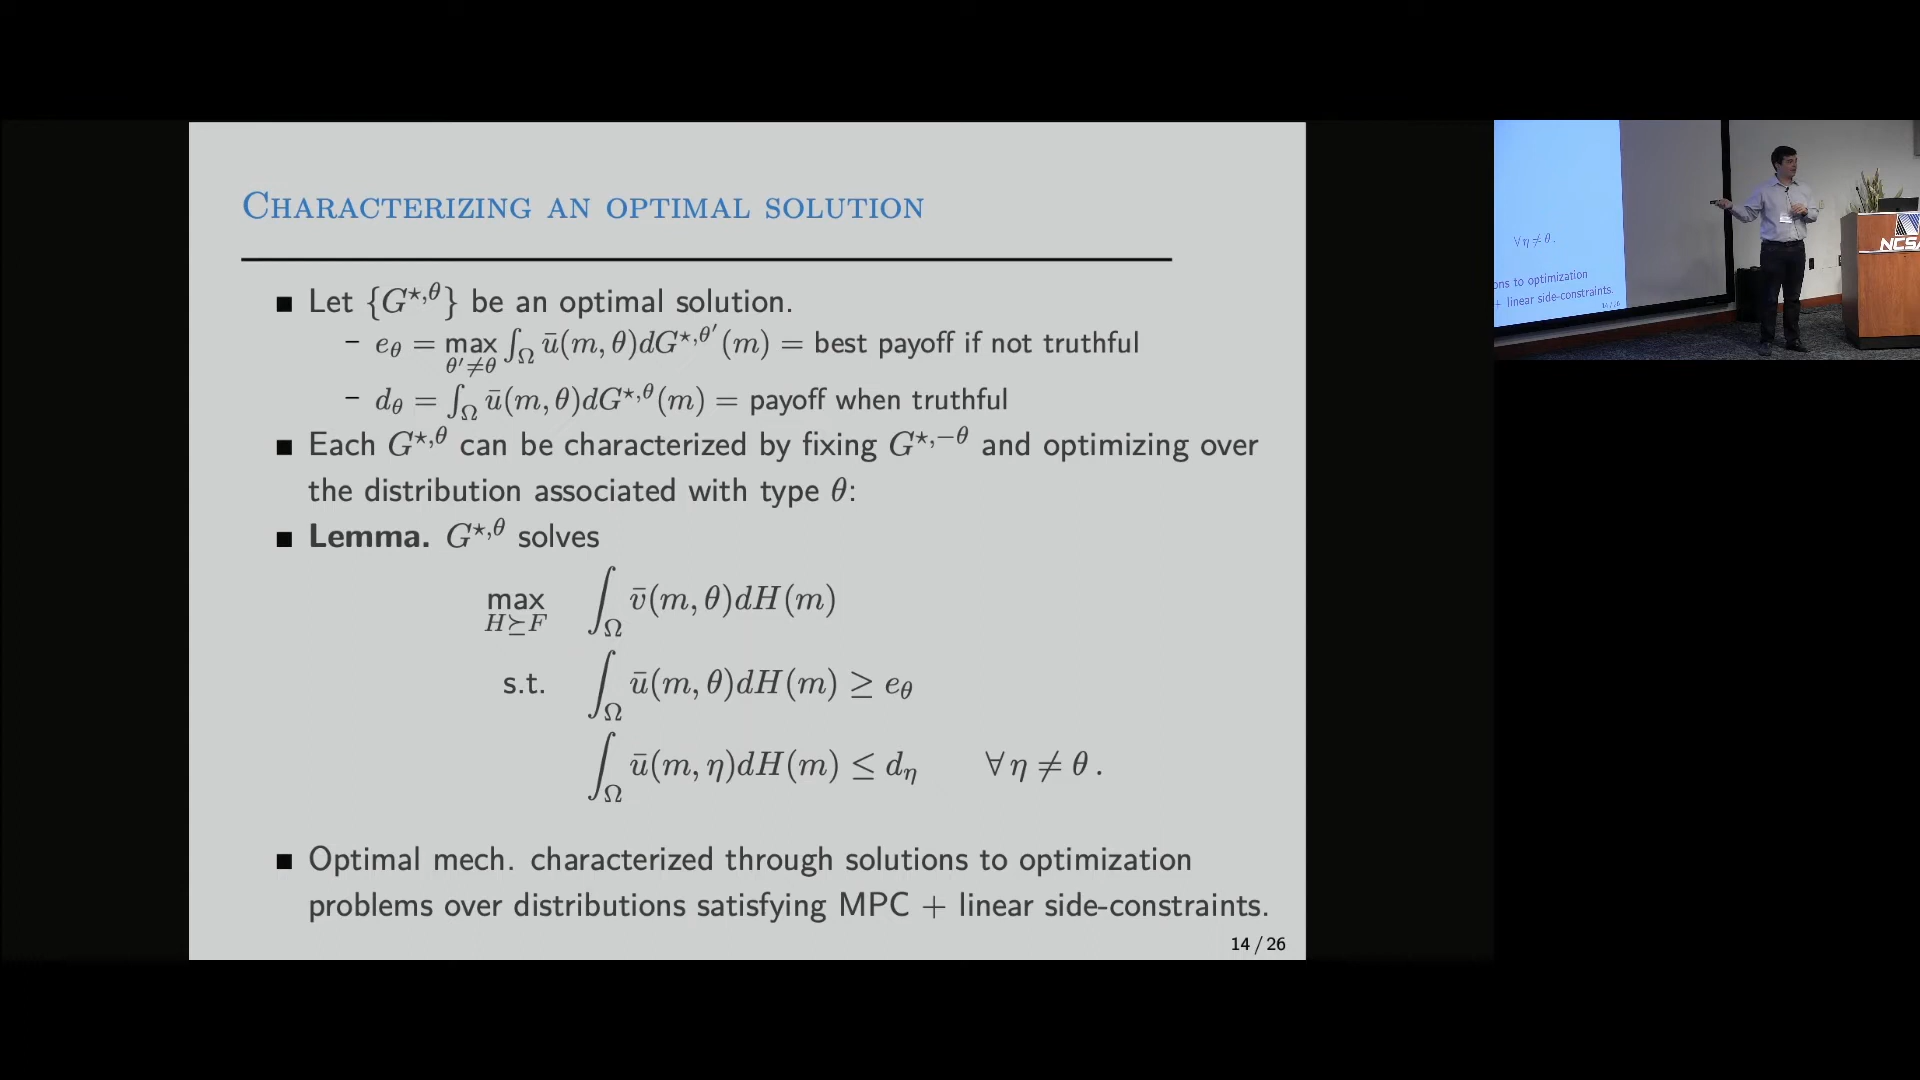 CHARACTERIZING AN OPTIMAL SOLUTION
■ Let {G^{⋆,θ}} be an optimal solution.
– e_θ = max_{θ′≠θ} ∫_Ω ū(m, θ)dG^{⋆,θ′}(m) = best payoff if not truthful
– d_θ = ∫_Ω ū(m, θ)dG^{⋆,θ}(m) = payoff when truthful
■ Each G^{⋆,θ} can be characterized by fixing G^{⋆,−θ} and optimizing over
the distribution associated with type θ:
■ Lemma. G^{⋆,θ} solves
max_{H⪰F} ∫_Ω v̄(m, θ)dH(m)
s.t. ∫_Ω ū(m, θ)dH(m) ≥ e_θ
∫_Ω ū(m, η)dH(m) ≤ d_η ∀ η ≠ θ.
■ Optimal mech. characterized through solutions to optimization
problems over distributions satisfying MPC + linear side-constraints.
14 / 26
∀ η ≠ θ.
ons to optimization
+ linear side-constraints.
NCSA